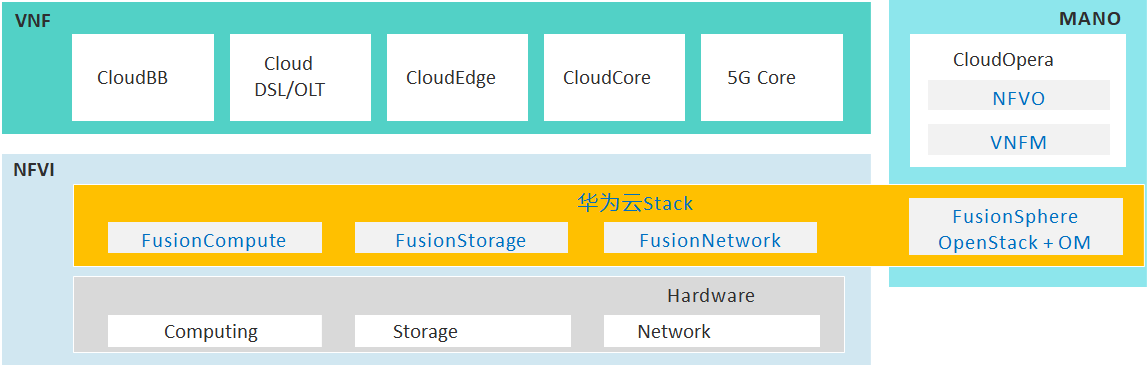 VNF
CloudBB
Cloud
DSL/OLT
CloudEdge
CloudCore
5G Core
MANO
CloudOpera
NFVO
VNFM
NFVI
华为云Stack
FusionCompute
FusionStorage
FusionNetwork
FusionSphere
OpenStack + OM
Hardware
Computing
Storage
Network